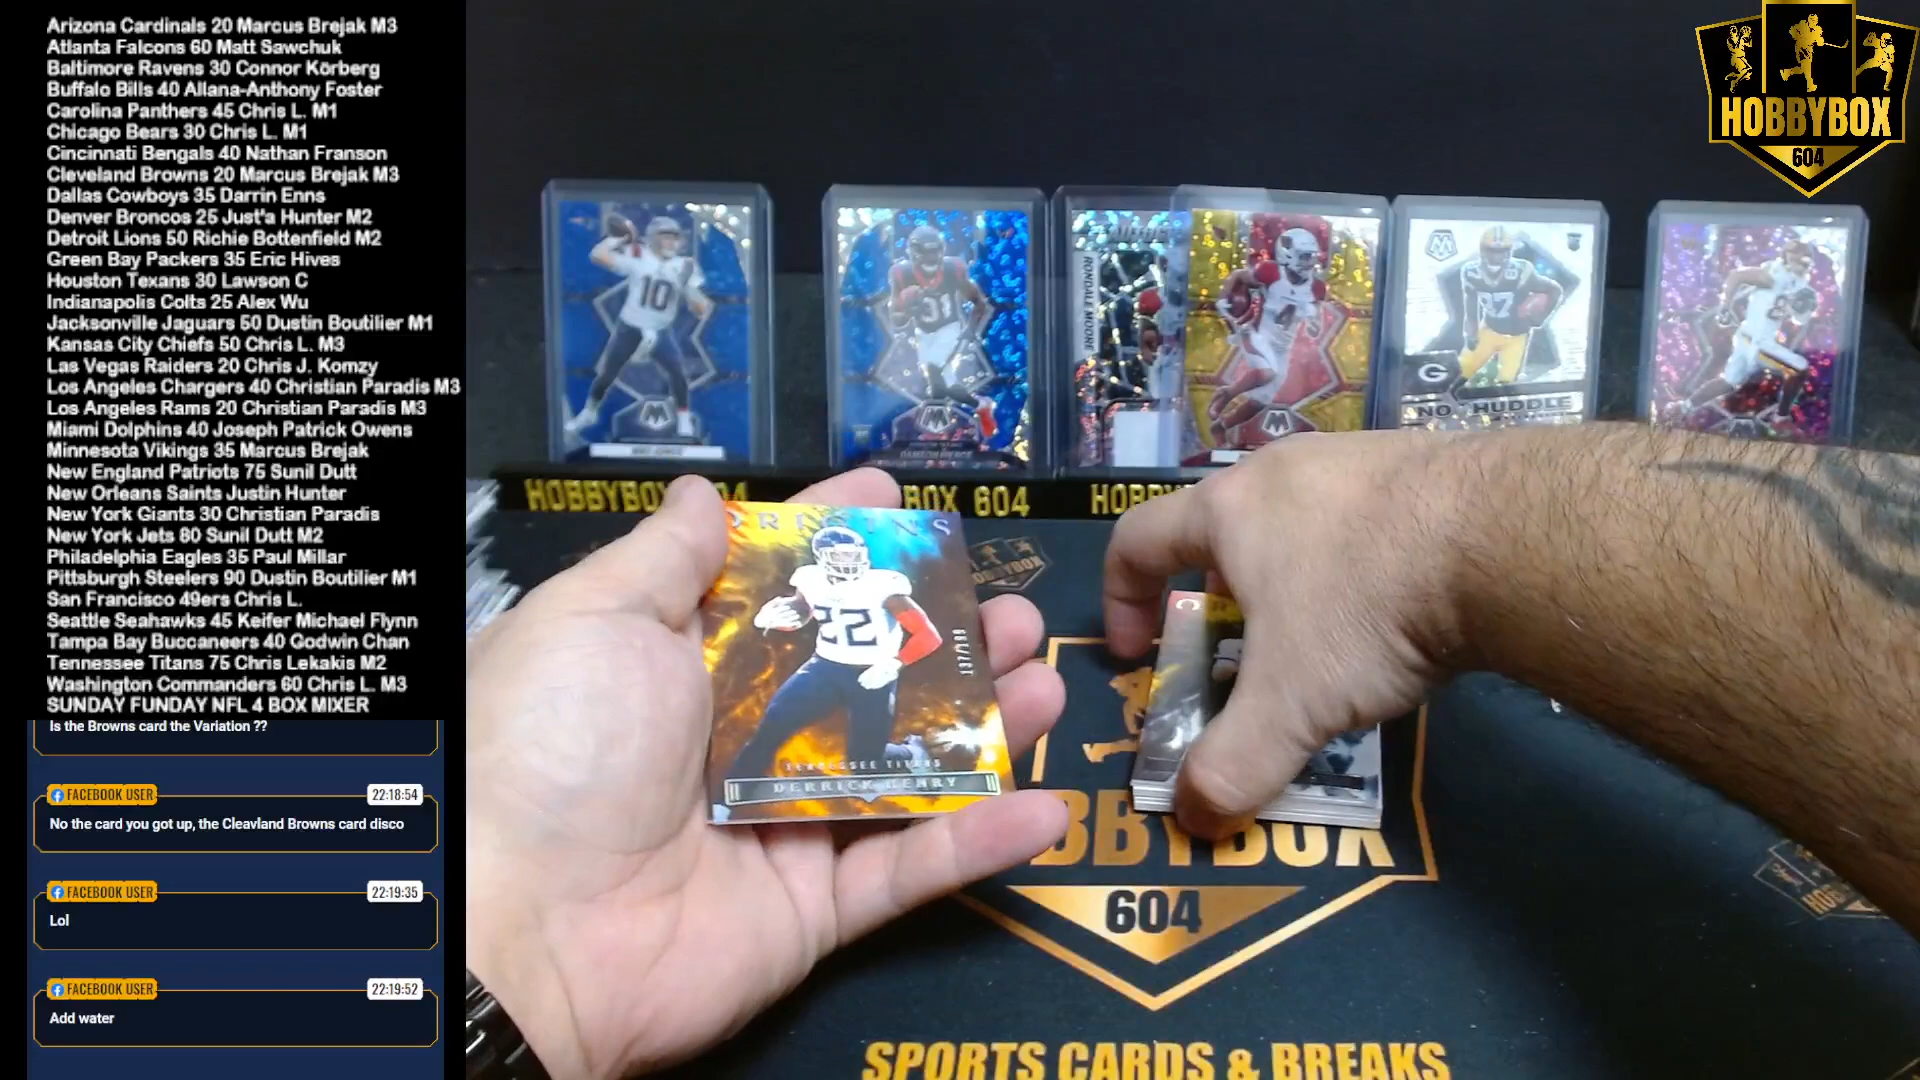 Arizona Cardinals 20 Marcus Brejak M3
Atlanta Falcons 60 Matt Sawchuk
Baltimore Ravens 30 Connor Körberg
Buffalo Bills 40 Allana-Anthony Foster
Carolina Panthers 45 Chris L. M1
Chicago Bears 30 Chris L. M1
Cincinnati Bengals 40 Nathan Franson
Cleveland Browns 20 Marcus Brejak M3
Dallas Cowboys 35 Darrin Enns
Denver Broncos 25 Just'a Hunter M2
Detroit Lions 50 Richie Bottenfield M2
Green Bay Packers 35 Eric Hives
Houston Texans 30 Lawson C
Indianapolis Colts 25 Alex Wu
Jacksonville Jaguars 50 Dustin Boutilier M1
Kansas City Chiefs 50 Chris L. M3
Las Vegas Raiders 20 Chris J. Komzy
Los Angeles Chargers 40 Christian Paradis M3
Los Angeles Rams 20 Christian Paradis M3
Miami Dolphins 40 Joseph Patrick Owens
Minnesota Vikings 35 Marcus Brejak
New England Patriots 75 Sunil Dutt
New Orleans Saints Justin Hunter
New York Giants 30 Christian Paradis
New York Jets 80 Sunil Dutt M2
Philadelphia Eagles 35 Paul Millar
Pittsburgh Steelers 90 Dustin Boutilier M1
San Francisco 49ers Chris L.
Seattle Seahawks 45 Keifer Michael Flynn
Tampa Bay Buccaneers 40 Godwin Chan
Tennessee Titans 75 Chris Lekakis M2
Washington Commanders 60 Chris L. M3
SUNDAY FUNDAY NFL 4 BOX MIXER
Is the Browns card the Variation ??
FACEBOOK USER 22:18:54
No the card you got up, the Cleavland Browns card disco
FACEBOOK USER 22:19:35
Lol
FACEBOOK USER 22:19:52
Add water
HOBBYBOX
604
10
31
RONDALE MOORE
4
87
G
NO HUDDLE
HOBBYBOX 604
BOX 604
ORIGINS
22
137/199
TENNESSEE TITANS
DERRICK HENRY
604
SPORTS CARDS & BREAKS